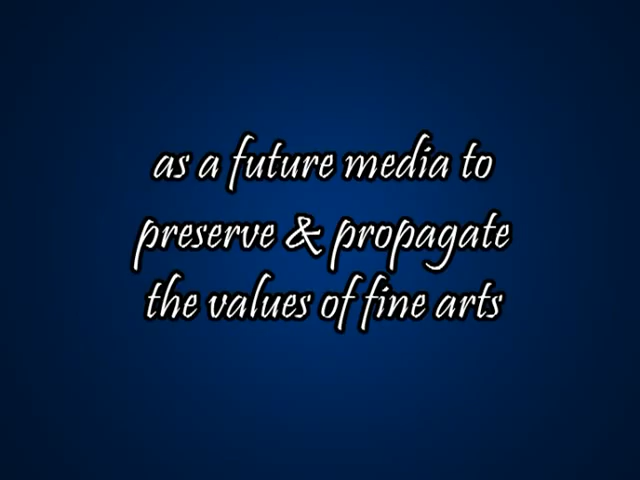 as a future media to
preserve & propagate
the values of fine arts